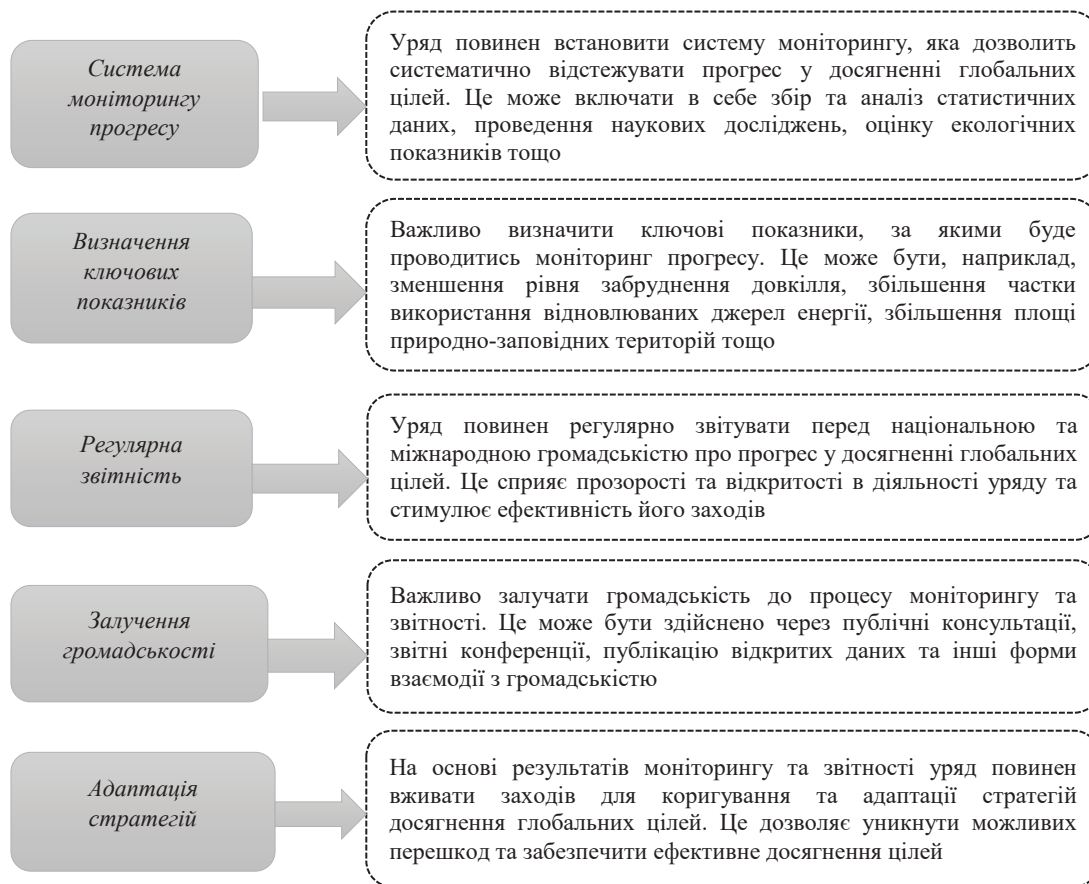 Система
моніторингу
прогресу
Уряд повинен встановити систему моніторингу, яка дозволить
систематично відстежувати прогрес у досягненні глобальних
цілей. Це може включати в себе збір та аналіз статистичних
даних, проведення наукових досліджень, оцінку екологічних
показників тощо
Визначення
ключових
показників
Важливо визначити ключові показники, за якими буде
проводитись моніторинг прогресу. Це може бути, наприклад,
зменшення рівня забруднення довкілля, збільшення частки
використання відновлюваних джерел енергії, збільшення площі
природно-заповідних територій тощо
Регулярна
звітність
Уряд повинен регулярно звітувати перед національною та
міжнародною громадськістю про прогрес у досягненні глобальних
цілей. Це сприяє прозорості та відкритості в діяльності уряду та
стимулює ефективність його заходів
Залучення
громадськості
Важливо залучати громадськість до процесу моніторингу та
звітності. Це може бути здійснено через публічні консультації,
звітні конференції, публікацію відкритих даних та інші форми
взаємодії з громадськістю
Адаптація
стратегій
На основі результатів моніторингу та звітності уряд повинен
вживати заходів для коригування та адаптації стратегій
досягнення глобальних цілей. Це дозволяє уникнути можливих
перешкод та забезпечити ефективне досягнення цілей